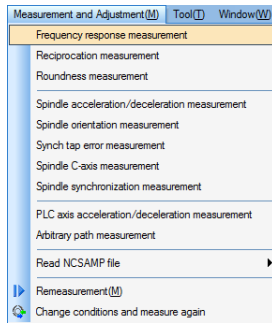 Measurement and Adjustment(M) Tool(T) Window(W)
Frequency response measurement
Reciprocation measurement
Roundness measurement
Spindle acceleration/deceleration measurement
Spindle orientation measurement
Synch tap error measurement
Spindle C-axis measurement
Spindle synchronization measurement
PLC axis acceleration/deceleration measurement
Arbitrary path measurement
Read NCSAMP file
Remeasurement(M)
Change conditions and measure again